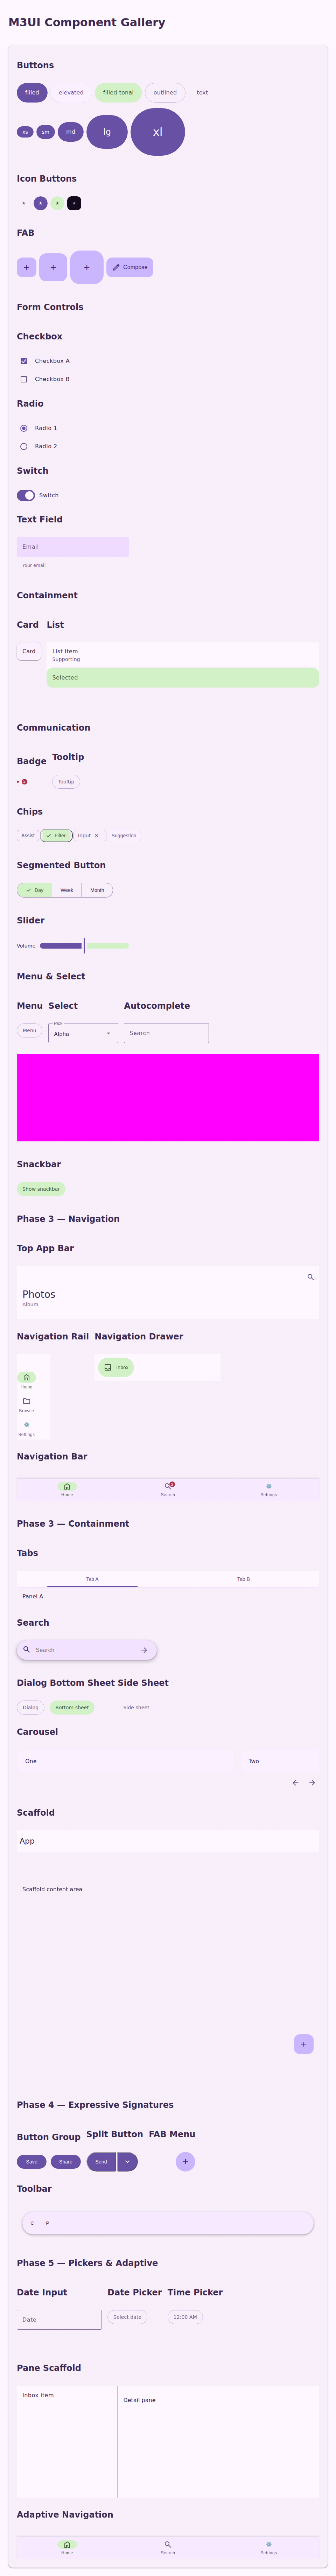 M3UI Component Gallery
Buttons
filled elevated filled-tonal outlined text
xs sm md lg xl
Icon Buttons
FAB
Compose
Form Controls
Checkbox
Checkbox A
Checkbox B
Radio
Radio 1
Radio 2
Switch
Switch
Text Field
Email
Your email
Containment
Card List
Card
List item
Supporting
Selected
Communication
Badge Tooltip
Tooltip
Chips
Assist Filter Input Suggestion
Segmented Button
Day Week Month
Slider
Volume
Menu & Select
Menu Select Autocomplete
Menu
Pick
Alpha
Search
Snackbar
Show snackbar
Phase 3 — Navigation
Top App Bar
Photos
Album
Navigation Rail Navigation Drawer
Home
Browse
Settings
Inbox
Navigation Bar
Home Search Settings
Phase 3 — Containment
Tabs
Tab A Tab B
Panel A
Search
Search
Dialog Bottom Sheet Side Sheet
Dialog Bottom sheet Side sheet
Carousel
One Two
Scaffold
App
Scaffold content area
Phase 4 — Expressive Signatures
Button Group Split Button FAB Menu
Save Share Send
Toolbar
C P
Phase 5 — Pickers & Adaptive
Date Input Date Picker Time Picker
Date Select date 12:00 AM
Pane Scaffold
Inbox item
Detail pane
Adaptive Navigation
Home Search Settings